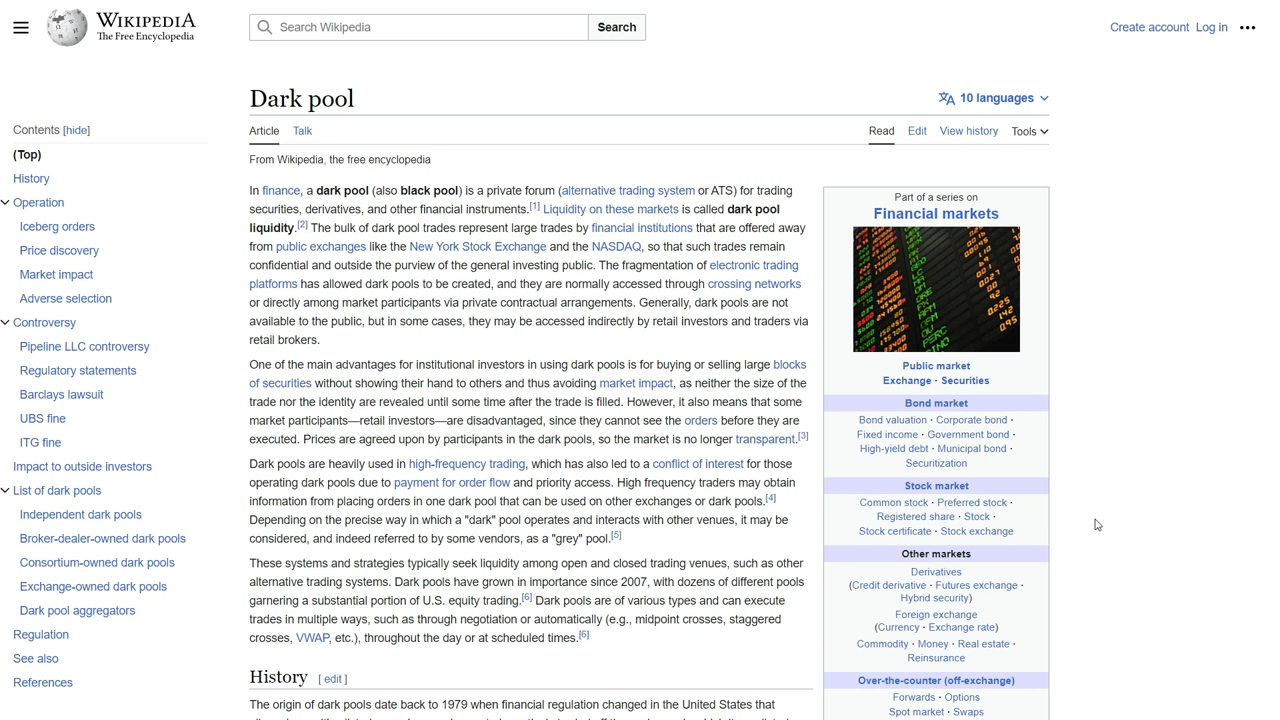 WIKIPEDIA
The Free Encyclopedia
Search Wikipedia
Search
Create account Log in
Dark pool
10 languages
Article Talk
Read Edit View history Tools
From Wikipedia, the free encyclopedia
Contents [hide]
(Top)
History
Operation
Iceberg orders
Price discovery
Market impact
Adverse selection
Controversy
Pipeline LLC controversy
Regulatory statements
Barclays lawsuit
UBS fine
ITG fine
Impact to outside investors
List of dark pools
Independent dark pools
Broker-dealer-owned dark pools
Consortium-owned dark pools
Exchange-owned dark pools
Dark pool aggregators
Regulation
See also
References
In finance, a dark pool (also black pool) is a private forum (alternative trading system or ATS) for trading
securities, derivatives, and other financial instruments.[1] Liquidity on these markets is called dark pool
liquidity.[2] The bulk of dark pool trades represent large trades by financial institutions that are offered away
from public exchanges like the New York Stock Exchange and the NASDAQ, so that such trades remain
confidential and outside the purview of the general investing public. The fragmentation of electronic trading
platforms has allowed dark pools to be created, and they are normally accessed through crossing networks
or directly among market participants via private contractual arrangements. Generally, dark pools are not
available to the public, but in some cases, they may be accessed indirectly by retail investors and traders via
retail brokers.
One of the main advantages for institutional investors in using dark pools is for buying or selling large blocks
of securities without showing their hand to others and thus avoiding market impact, as neither the size of the
trade nor the identity are revealed until some time after the trade is filled. However, it also means that some
market participants—retail investors—are disadvantaged, since they cannot see the orders before they are
executed. Prices are agreed upon by participants in the dark pools, so the market is no longer transparent.[3]
Dark pools are heavily used in high-frequency trading, which has also led to a conflict of interest for those
operating dark pools due to payment for order flow and priority access. High frequency traders may obtain
information from placing orders in one dark pool that can be used on other exchanges or dark pools.[4]
Depending on the precise way in which a "dark" pool operates and interacts with other venues, it may be
considered, and indeed referred to by some vendors, as a "grey" pool.[5]
These systems and strategies typically seek liquidity among open and closed trading venues, such as other
alternative trading systems. Dark pools have grown in importance since 2007, with dozens of different pools
garnering a substantial portion of U.S. equity trading.[6] Dark pools are of various types and can execute
trades in multiple ways, such as through negotiation or automatically (e.g., midpoint crosses, staggered
crosses, VWAP, etc.), throughout the day or at scheduled times.[6]
History [ edit ]
The origin of dark pools date back to 1979 when financial regulation changed in the United States that
Part of a series on
Financial markets
Public market
Exchange · Securities
Bond market
Bond valuation · Corporate bond ·
Fixed income · Government bond ·
High-yield debt · Municipal bond ·
Securitization
Stock market
Common stock · Preferred stock ·
Registered share · Stock ·
Stock certificate · Stock exchange
Other markets
Derivatives
(Credit derivative · Futures exchange ·
Hybrid security)
Foreign exchange
(Currency · Exchange rate)
Commodity · Money · Real estate ·
Reinsurance
Over-the-counter (off-exchange)
Forwards · Options
Spot market · Swaps